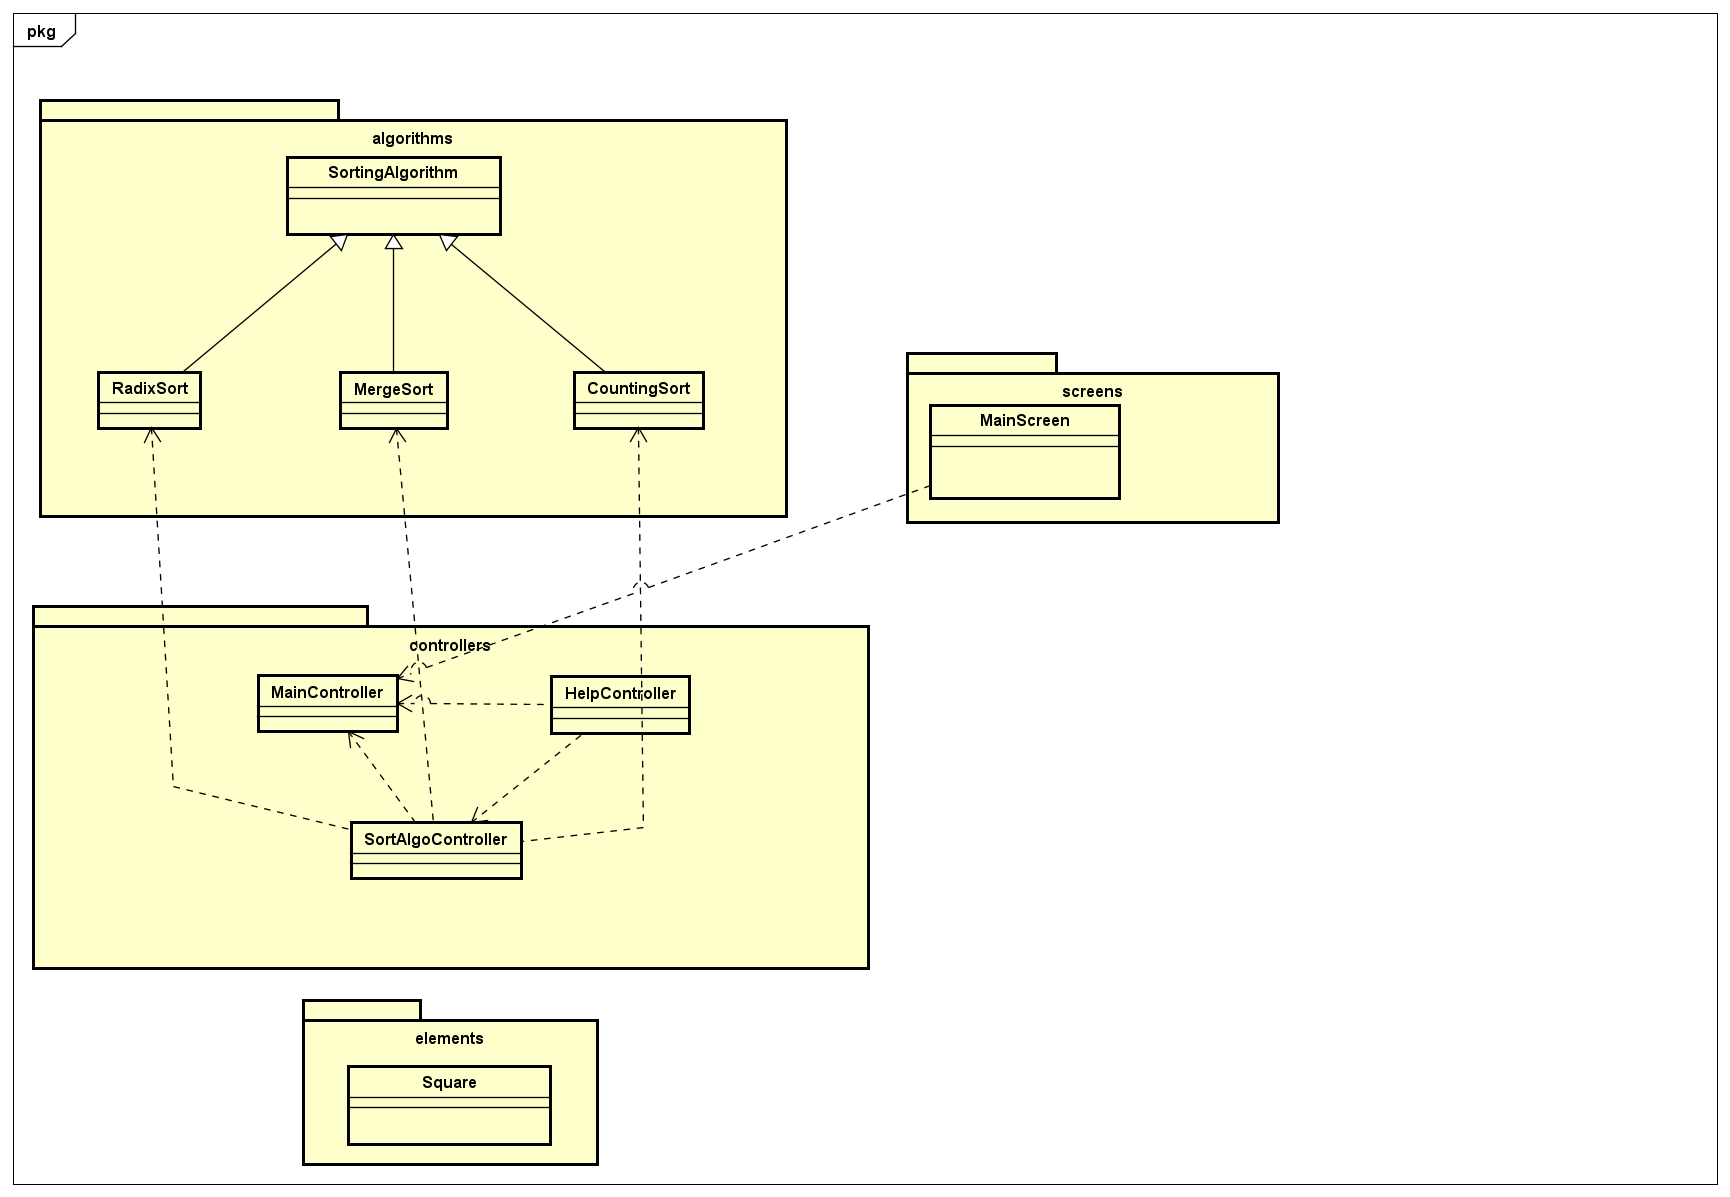 pkg
algorithms
SortingAlgorithm
RadixSort
MergeSort
CountingSort
screens
MainScreen
controllers
MainController
HelpController
SortAlgoController
elements
Square